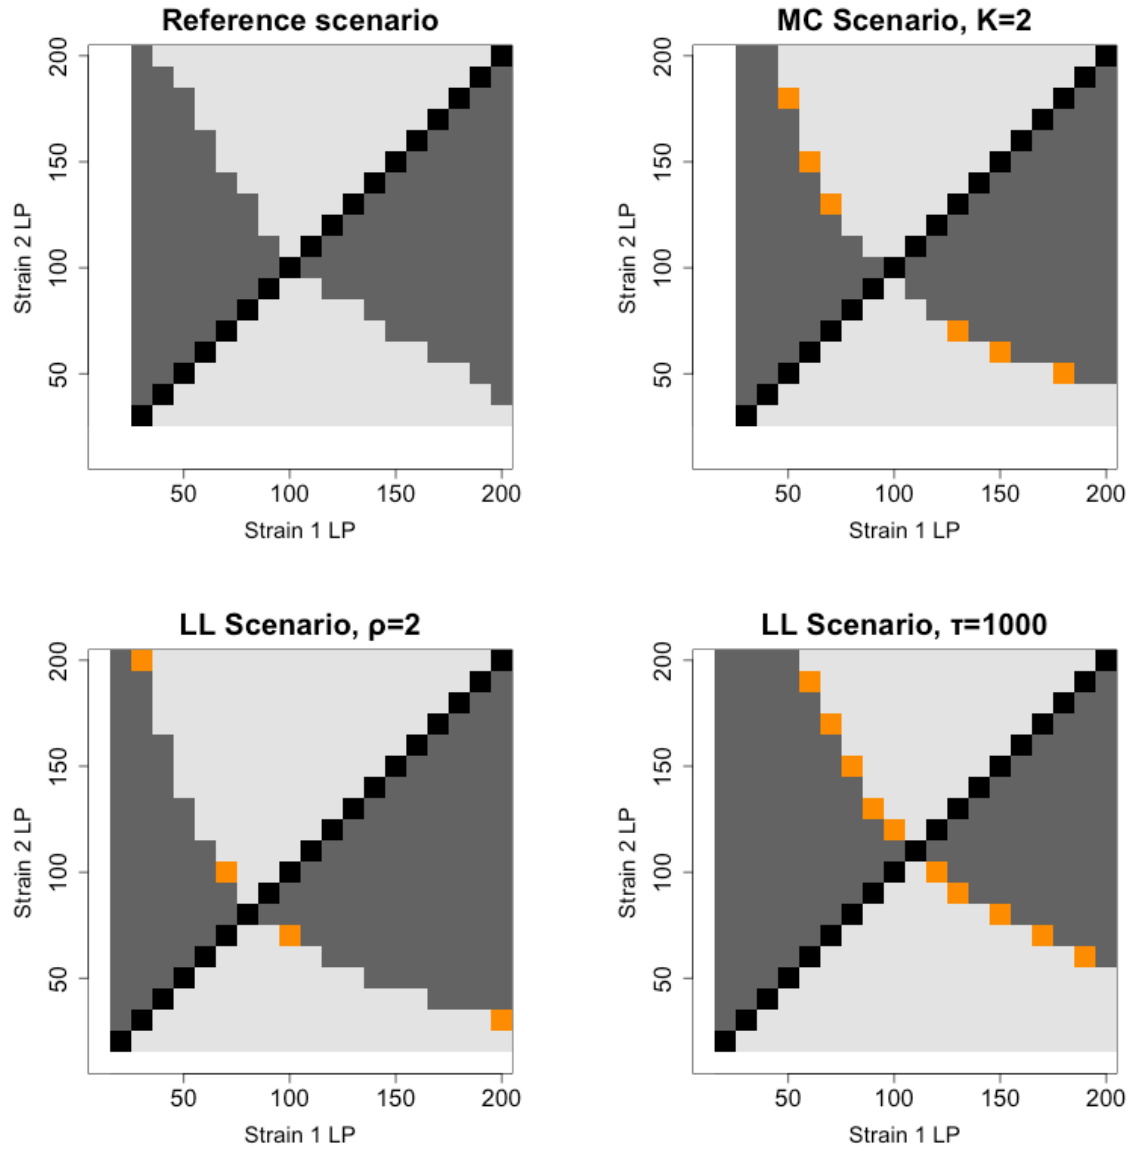 Reference scenario
200
150
100
50
Strain 2 LP
50 100 150 200
Strain 1 LP
MC Scenario, K=2
200
150
100
50
Strain 2 LP
50 100 150 200
Strain 1 LP
LL Scenario, ρ=2
200
150
100
50
Strain 2 LP
50 100 150 200
Strain 1 LP
LL Scenario, τ=1000
200
150
100
50
Strain 2 LP
50 100 150 200
Strain 1 LP